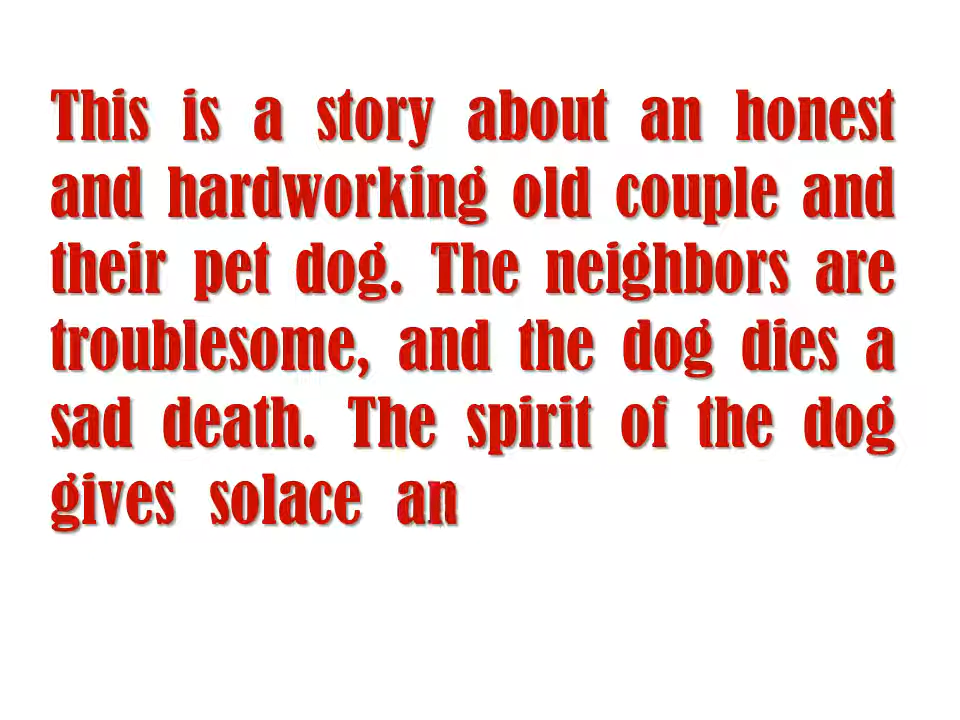 This is a story about an honest
and hardworking old couple and
their pet dog. The neighbors are
troublesome, and the dog dies a
sad death. The spirit of the dog
gives solace an